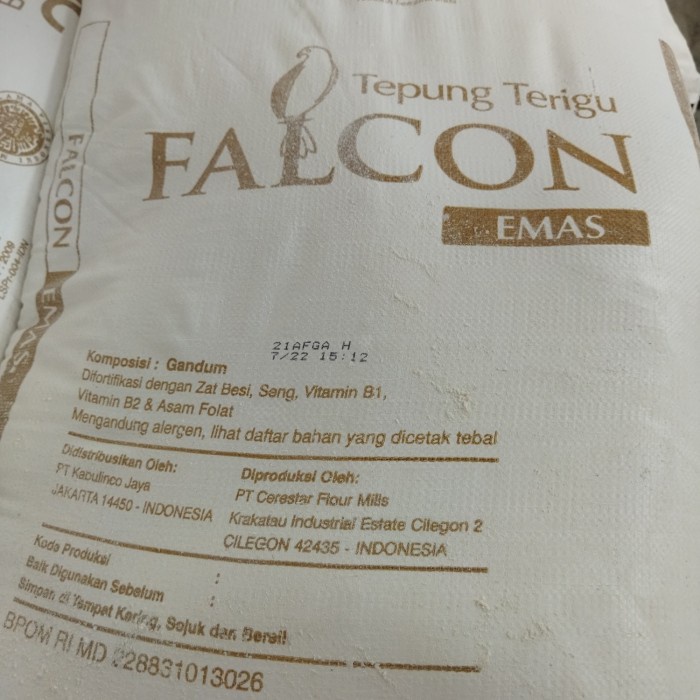 Tepung Terigu
FALCON
EMAS
FALCON
EMAS
21AFGA H
7/22 15:12
Komposisi : Gandum
Difortifikasi dengan Zat Besi, Seng, Vitamin B1,
Vitamin B2 & Asam Folat
Mengandung alergen, lihat daftar bahan yang dicetak tebal
Didistribusikan Oleh:
PT Kabulinco Jaya
JAKARTA 14450 - INDONESIA
Diproduksi Oleh:
PT Cerestar Flour Mills
Krakatau Industrial Estate Cilegon 2
CILEGON 42435 - INDONESIA
Kode Produksi :
Baik Digunakan Sebelum :
Simpan di Tempat Kering, Sejuk dan Bersih
BPOM RI MD 228831013026